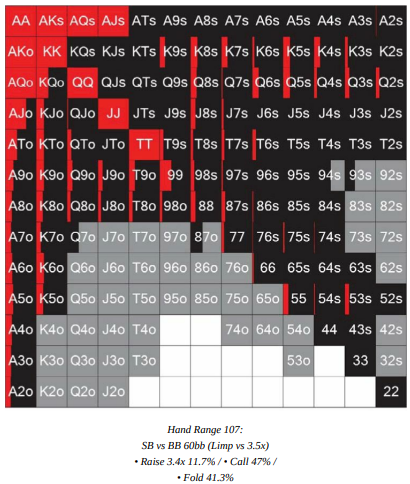 AA AKs AQs AJs ATs A9s A8s A7s A6s A5s A4s A3s A2s
AKo KK KQs KJs KTs K9s K8s K7s K6s K5s K4s K3s K2s
AQo KQo QQ QJs QTs Q9s Q8s Q7s Q6s Q5s Q4s Q3s Q2s
AJo KJo QJo JJ JTs J9s J8s J7s J6s J5s J4s J3s J2s
ATo KTo QTo JTo TT T9s T8s T7s T6s T5s T4s T3s T2s
A9o K9o Q9o J9o T9o 99 98s 97s 96s 95s 94s 93s 92s
A8o K8o Q8o J8o T8o 98o 88 87s 86s 85s 84s 83s 82s
A7o K7o Q7o J7o T7o 97o 87o 77 76s 75s 74s 73s 72s
A6o K6o Q6o J6o T6o 96o 86o 76o 66 65s 64s 63s 62s
A5o K5o Q5o J5o T5o 95o 85o 75o 65o 55 54s 53s 52s
A4o K4o Q4o J4o T4o 74o 64o 54o 44 43s 42s
A3o K3o Q3o J3o T3o 53o 33 32s
A2o K2o Q2o J2o 22
Hand Range 107:
SB vs BB 60bb (Limp vs 3.5x)
• Raise 3.4x 11.7% / • Call 47% /
• Fold 41.3%